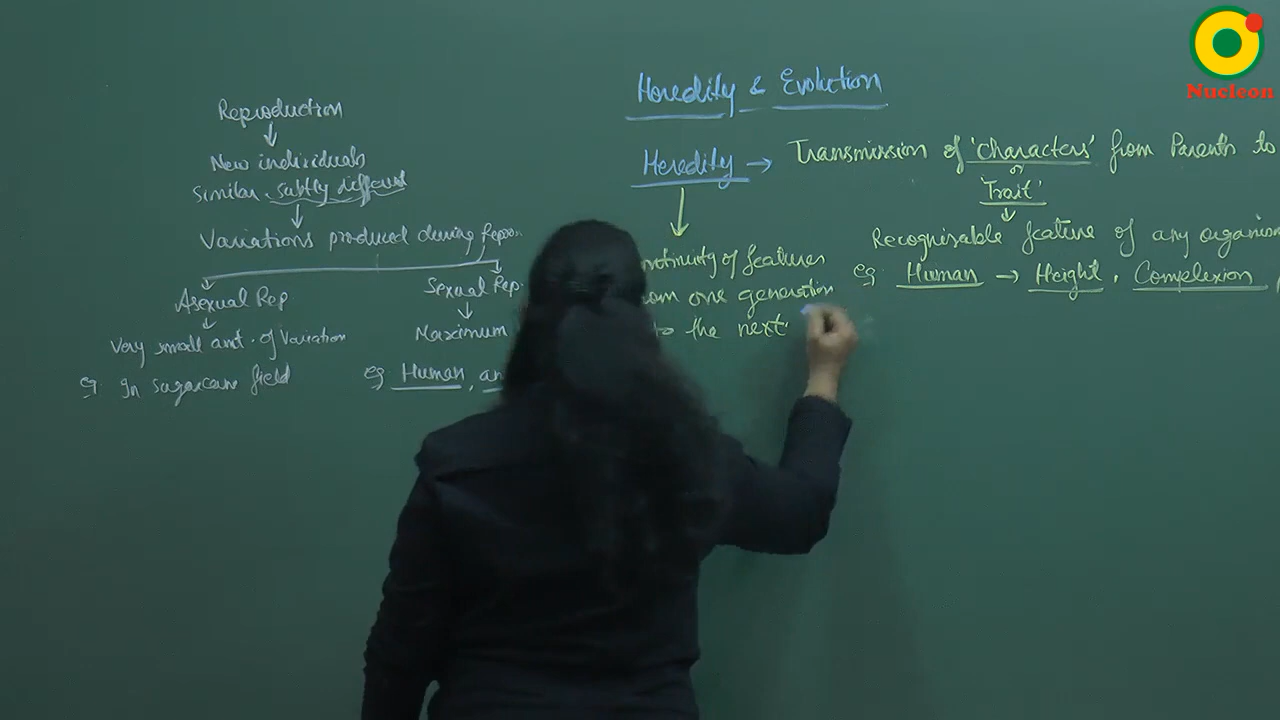 Reproduction
New individuals
Similar, subtly different
Variations produced during Repro
Asexual Rep.
Very small amt. of Variation
eg In sugarcane field
Sexual Rep.
Maximum
eg Human, an
Heredity & Evolution
Heredity → Transmission of 'characters' from Parents to
or
'Trait'
Recognisable feature of any organism
eg Human → Height, Complexion,
ntinuity of features
om one generation
to the next
Nucleon